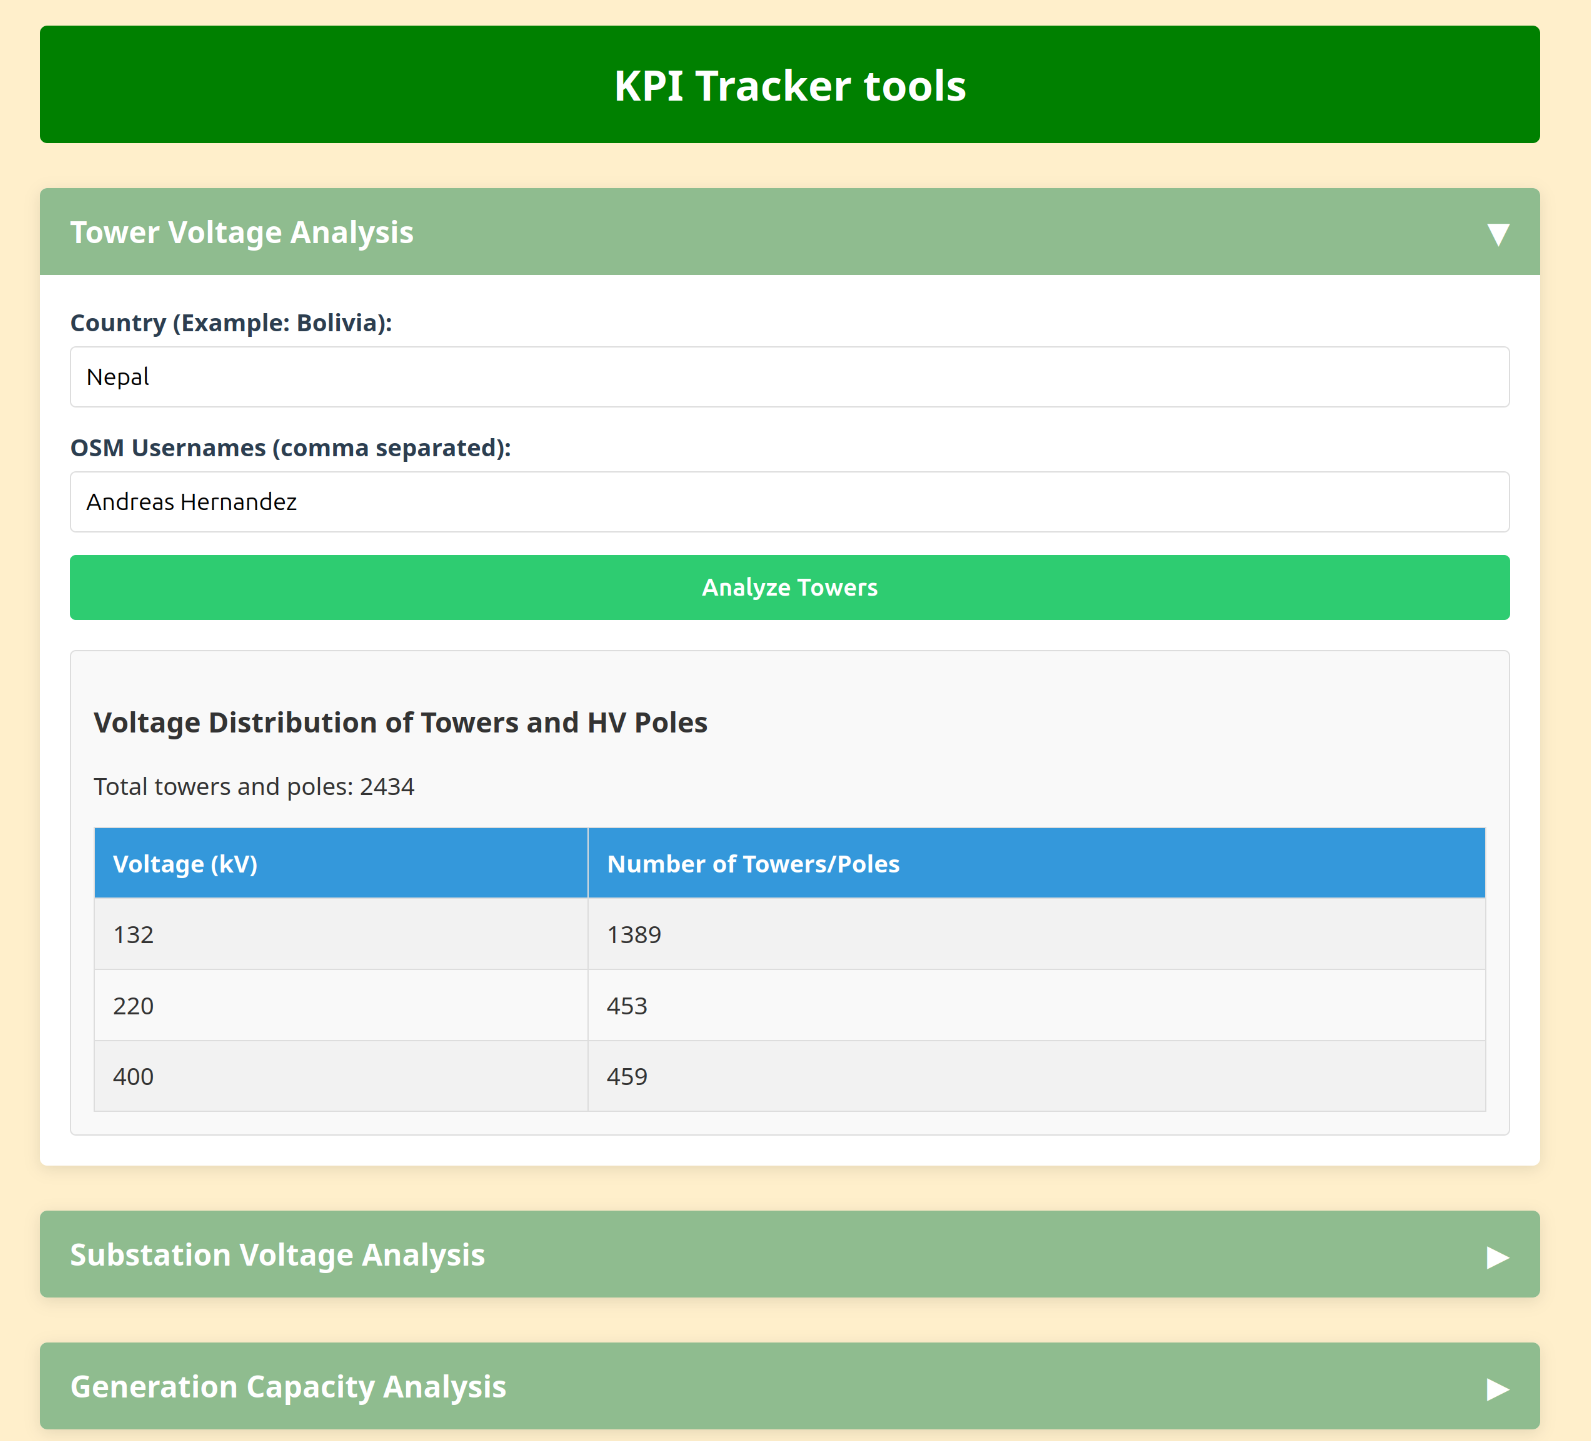 KPI Tracker tools
Tower Voltage Analysis ▼
Country (Example: Bolivia):
Nepal
OSM Usernames (comma separated):
Andreas Hernandez
Analyze Towers
Voltage Distribution of Towers and HV Poles
Total towers and poles: 2434
Voltage (kV) Number of Towers/Poles
132 1389
220 453
400 459
Substation Voltage Analysis ▶
Generation Capacity Analysis ▶